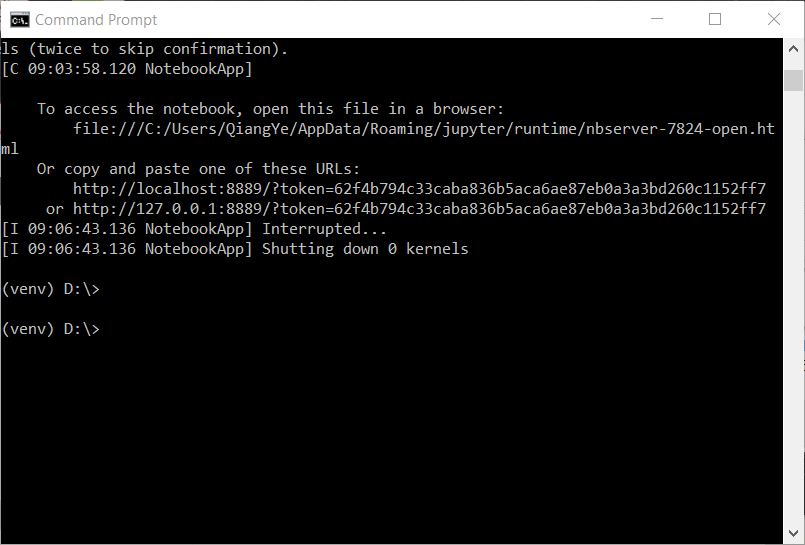 Command Prompt
ls (twice to skip confirmation).
[C 09:03:58.120 NotebookApp]
To access the notebook, open this file in a browser:
file:///C:/Users/QiangYe/AppData/Roaming/jupyter/runtime/nbserver-7824-open.ht
ml
Or copy and paste one of these URLs:
http://localhost:8889/?token=62f4b794c33caba836b5aca6ae87eb0a3a3bd260c1152ff7
or http://127.0.0.1:8889/?token=62f4b794c33caba836b5aca6ae87eb0a3a3bd260c1152ff7
[I 09:06:43.136 NotebookApp] Interrupted...
[I 09:06:43.136 NotebookApp] Shutting down 0 kernels
(venv) D:\>
(venv) D:\>